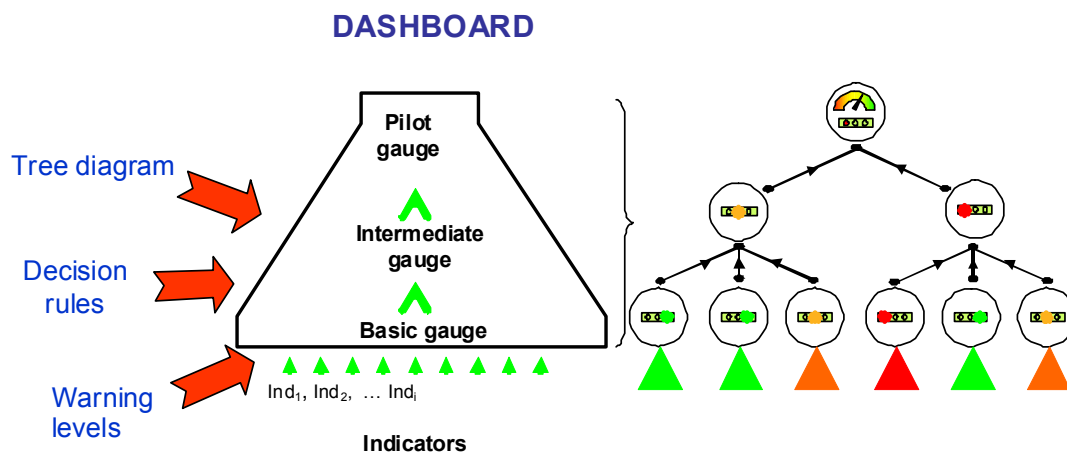 DASHBOARD
Pilot
gauge
Tree diagram
Intermediate
gauge
Decision
rules
Basic gauge
Warning
levels
Ind₁, Ind₂, … Indᵢ
Indicators